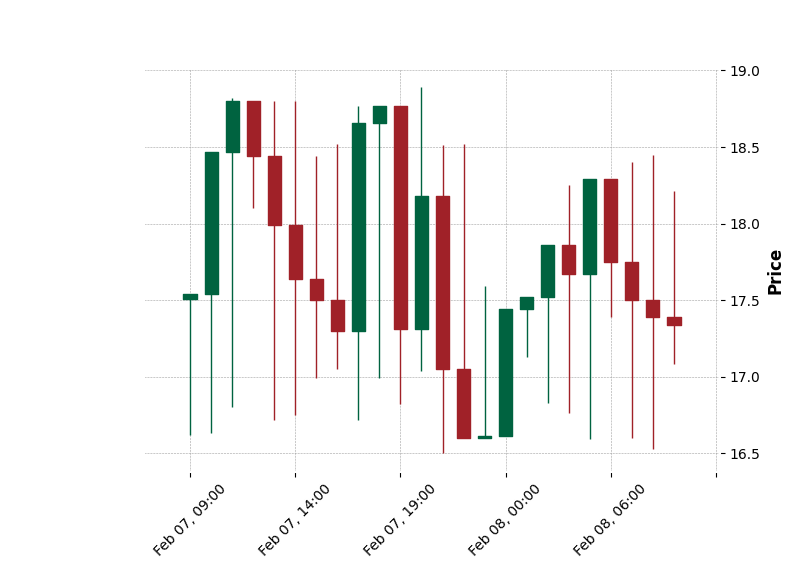 19.0
18.5
18.0
17.5
17.0
16.5
Price
Feb 07, 09:00
Feb 07, 14:00
Feb 07, 19:00
Feb 08, 00:00
Feb 08, 06:00